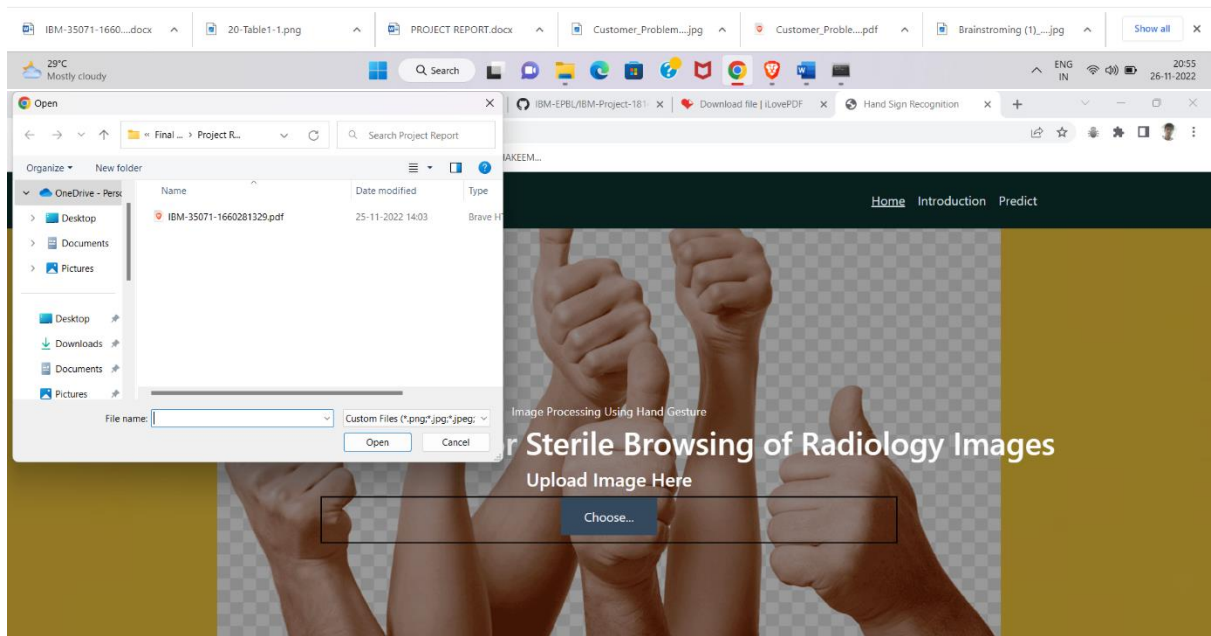 IBM-35071-1660....docx
20-Table1-1.png
PROJECT REPORT.docx
Customer_Problem....jpg
Customer_Proble....pdf
Brainstroming (1)_....jpg
Show all
29°C
Mostly cloudy
Search
ENG
IN
20:55
26-11-2022
Open
IBM-EPBL/IBM-Project-181
Download file | iLovePDF
Hand Sign Recognition
« Final ... › Project R...
Search Project Report
AKEEM...
Organize
New folder
OneDrive - Perso
Name
Date modified
Type
Home
Introduction
Predict
Desktop
IBM-35071-1660281329.pdf
25-11-2022 14:03
Brave HT
Documents
Pictures
Desktop
Downloads
Documents
Pictures
File name:
Custom Files (*.png;*.jpg;*.jpeg;
Open
Cancel
Image Processing Using Hand Gesture
r Sterile Browsing of Radiology Images
Upload Image Here
Choose...